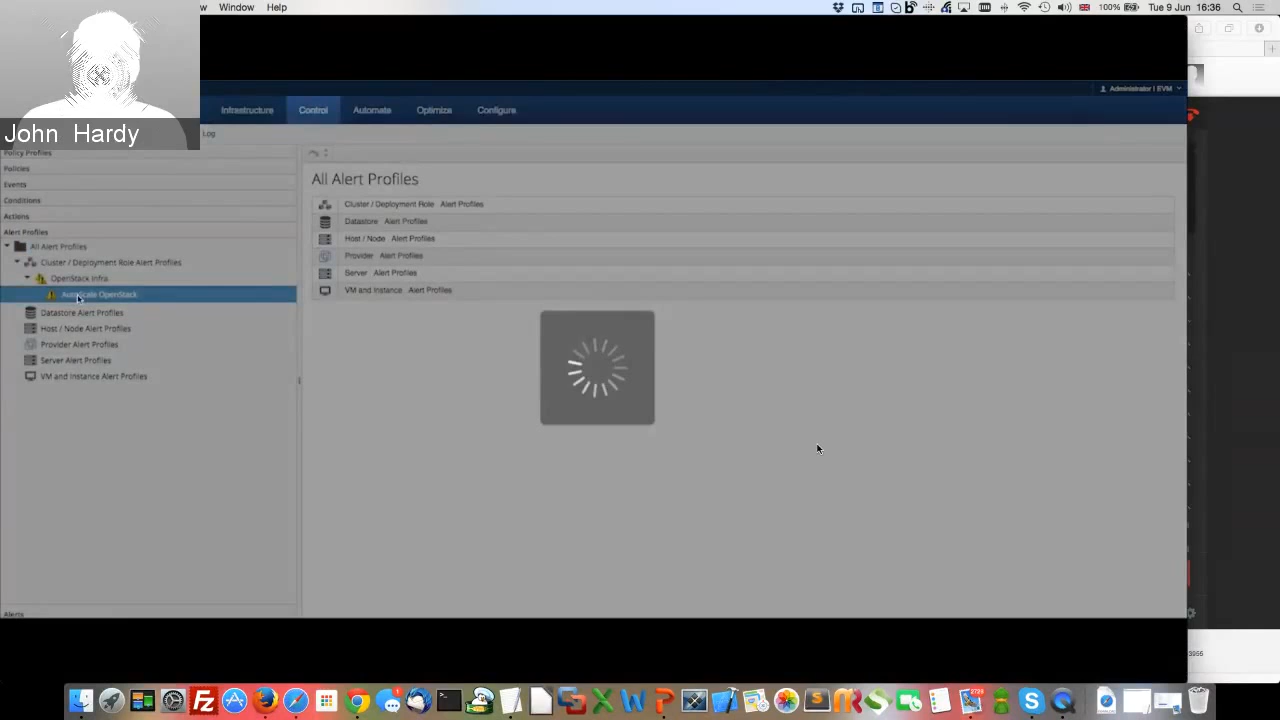 w Window Help
100% Tue 9 Jun 16:36
John Hardy
Administrator | EVM
Infrastructure Control Automate Optimize Configure
Log
Policy Profiles
Policies
Events
Conditions
Actions
Alert Profiles
All Alert Profiles
Cluster / Deployment Role Alert Profiles
OpenStack Infra
AutoScale OpenStack
Datastore Alert Profiles
Host / Node Alert Profiles
Provider Alert Profiles
Server Alert Profiles
VM and Instance Alert Profiles
Alerts
All Alert Profiles
Cluster / Deployment Role Alert Profiles
Datastore Alert Profiles
Host / Node Alert Profiles
Provider Alert Profiles
Server Alert Profiles
VM and Instance Alert Profiles
3966